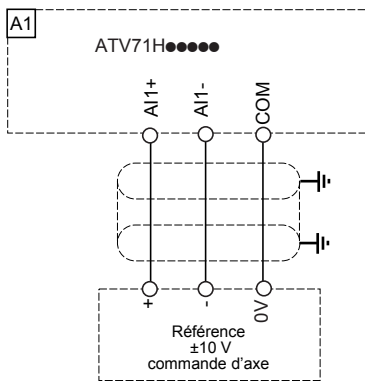 A1
ATV71H●●●●●
AI1+
AI1-
COM
+
-
0V
Référence
±10 V
commande d'axe